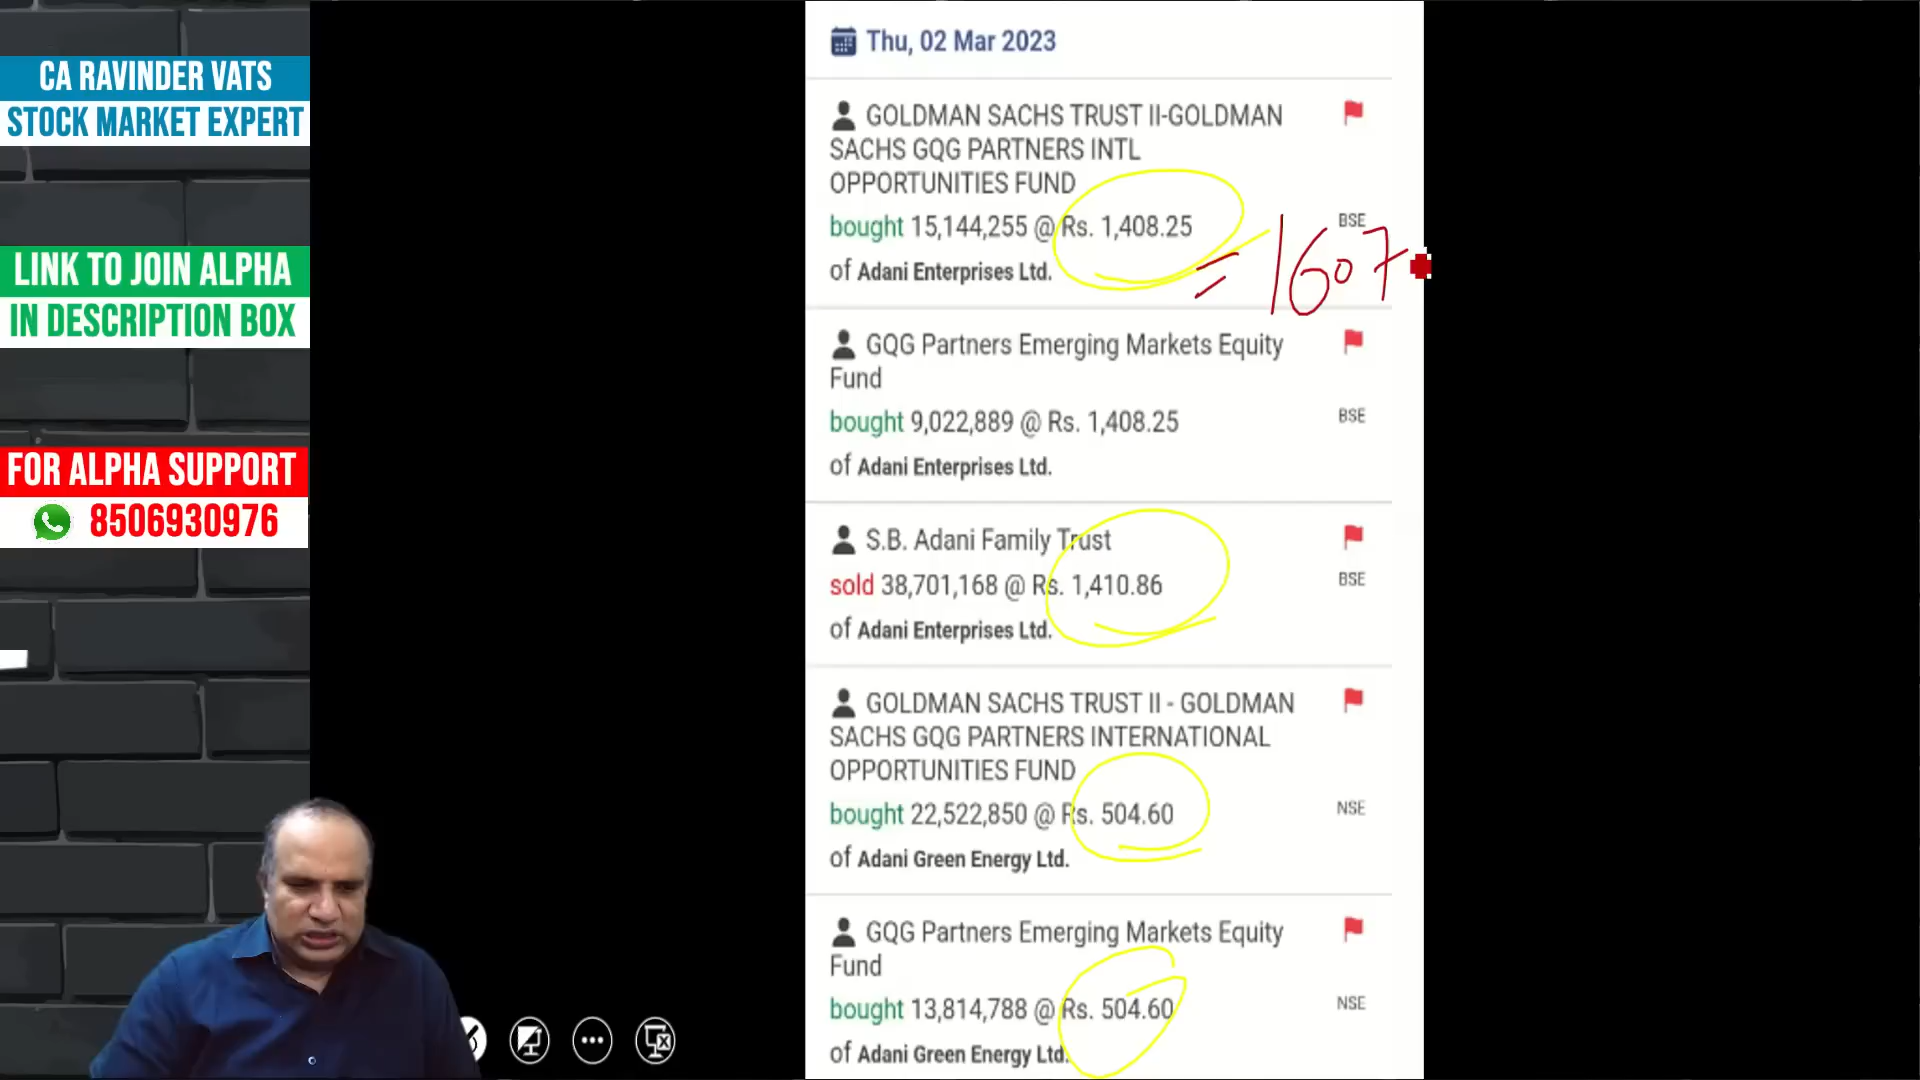 CA RAVINDER VATS
STOCK MARKET EXPERT
LINK TO JOIN ALPHA
IN DESCRIPTION BOX
FOR ALPHA SUPPORT
8506930976
Thu, 02 Mar 2023
GOLDMAN SACHS TRUST II-GOLDMAN
SACHS GQG PARTNERS INTL
OPPORTUNITIES FUND
bought 15,144,255 @ Rs. 1,408.25 BSE
= 1607
of Adani Enterprises Ltd.
GQG Partners Emerging Markets Equity
Fund
bought 9,022,889 @ Rs. 1,408.25 BSE
of Adani Enterprises Ltd.
S.B. Adani Family Trust
sold 38,701,168 @ Rs. 1,410.86 BSE
of Adani Enterprises Ltd.
GOLDMAN SACHS TRUST II - GOLDMAN
SACHS GQG PARTNERS INTERNATIONAL
OPPORTUNITIES FUND
bought 22,522,850 @ Rs. 504.60 NSE
of Adani Green Energy Ltd.
GQG Partners Emerging Markets Equity
Fund
bought 13,814,788 @ Rs. 504.60 NSE
of Adani Green Energy Ltd.